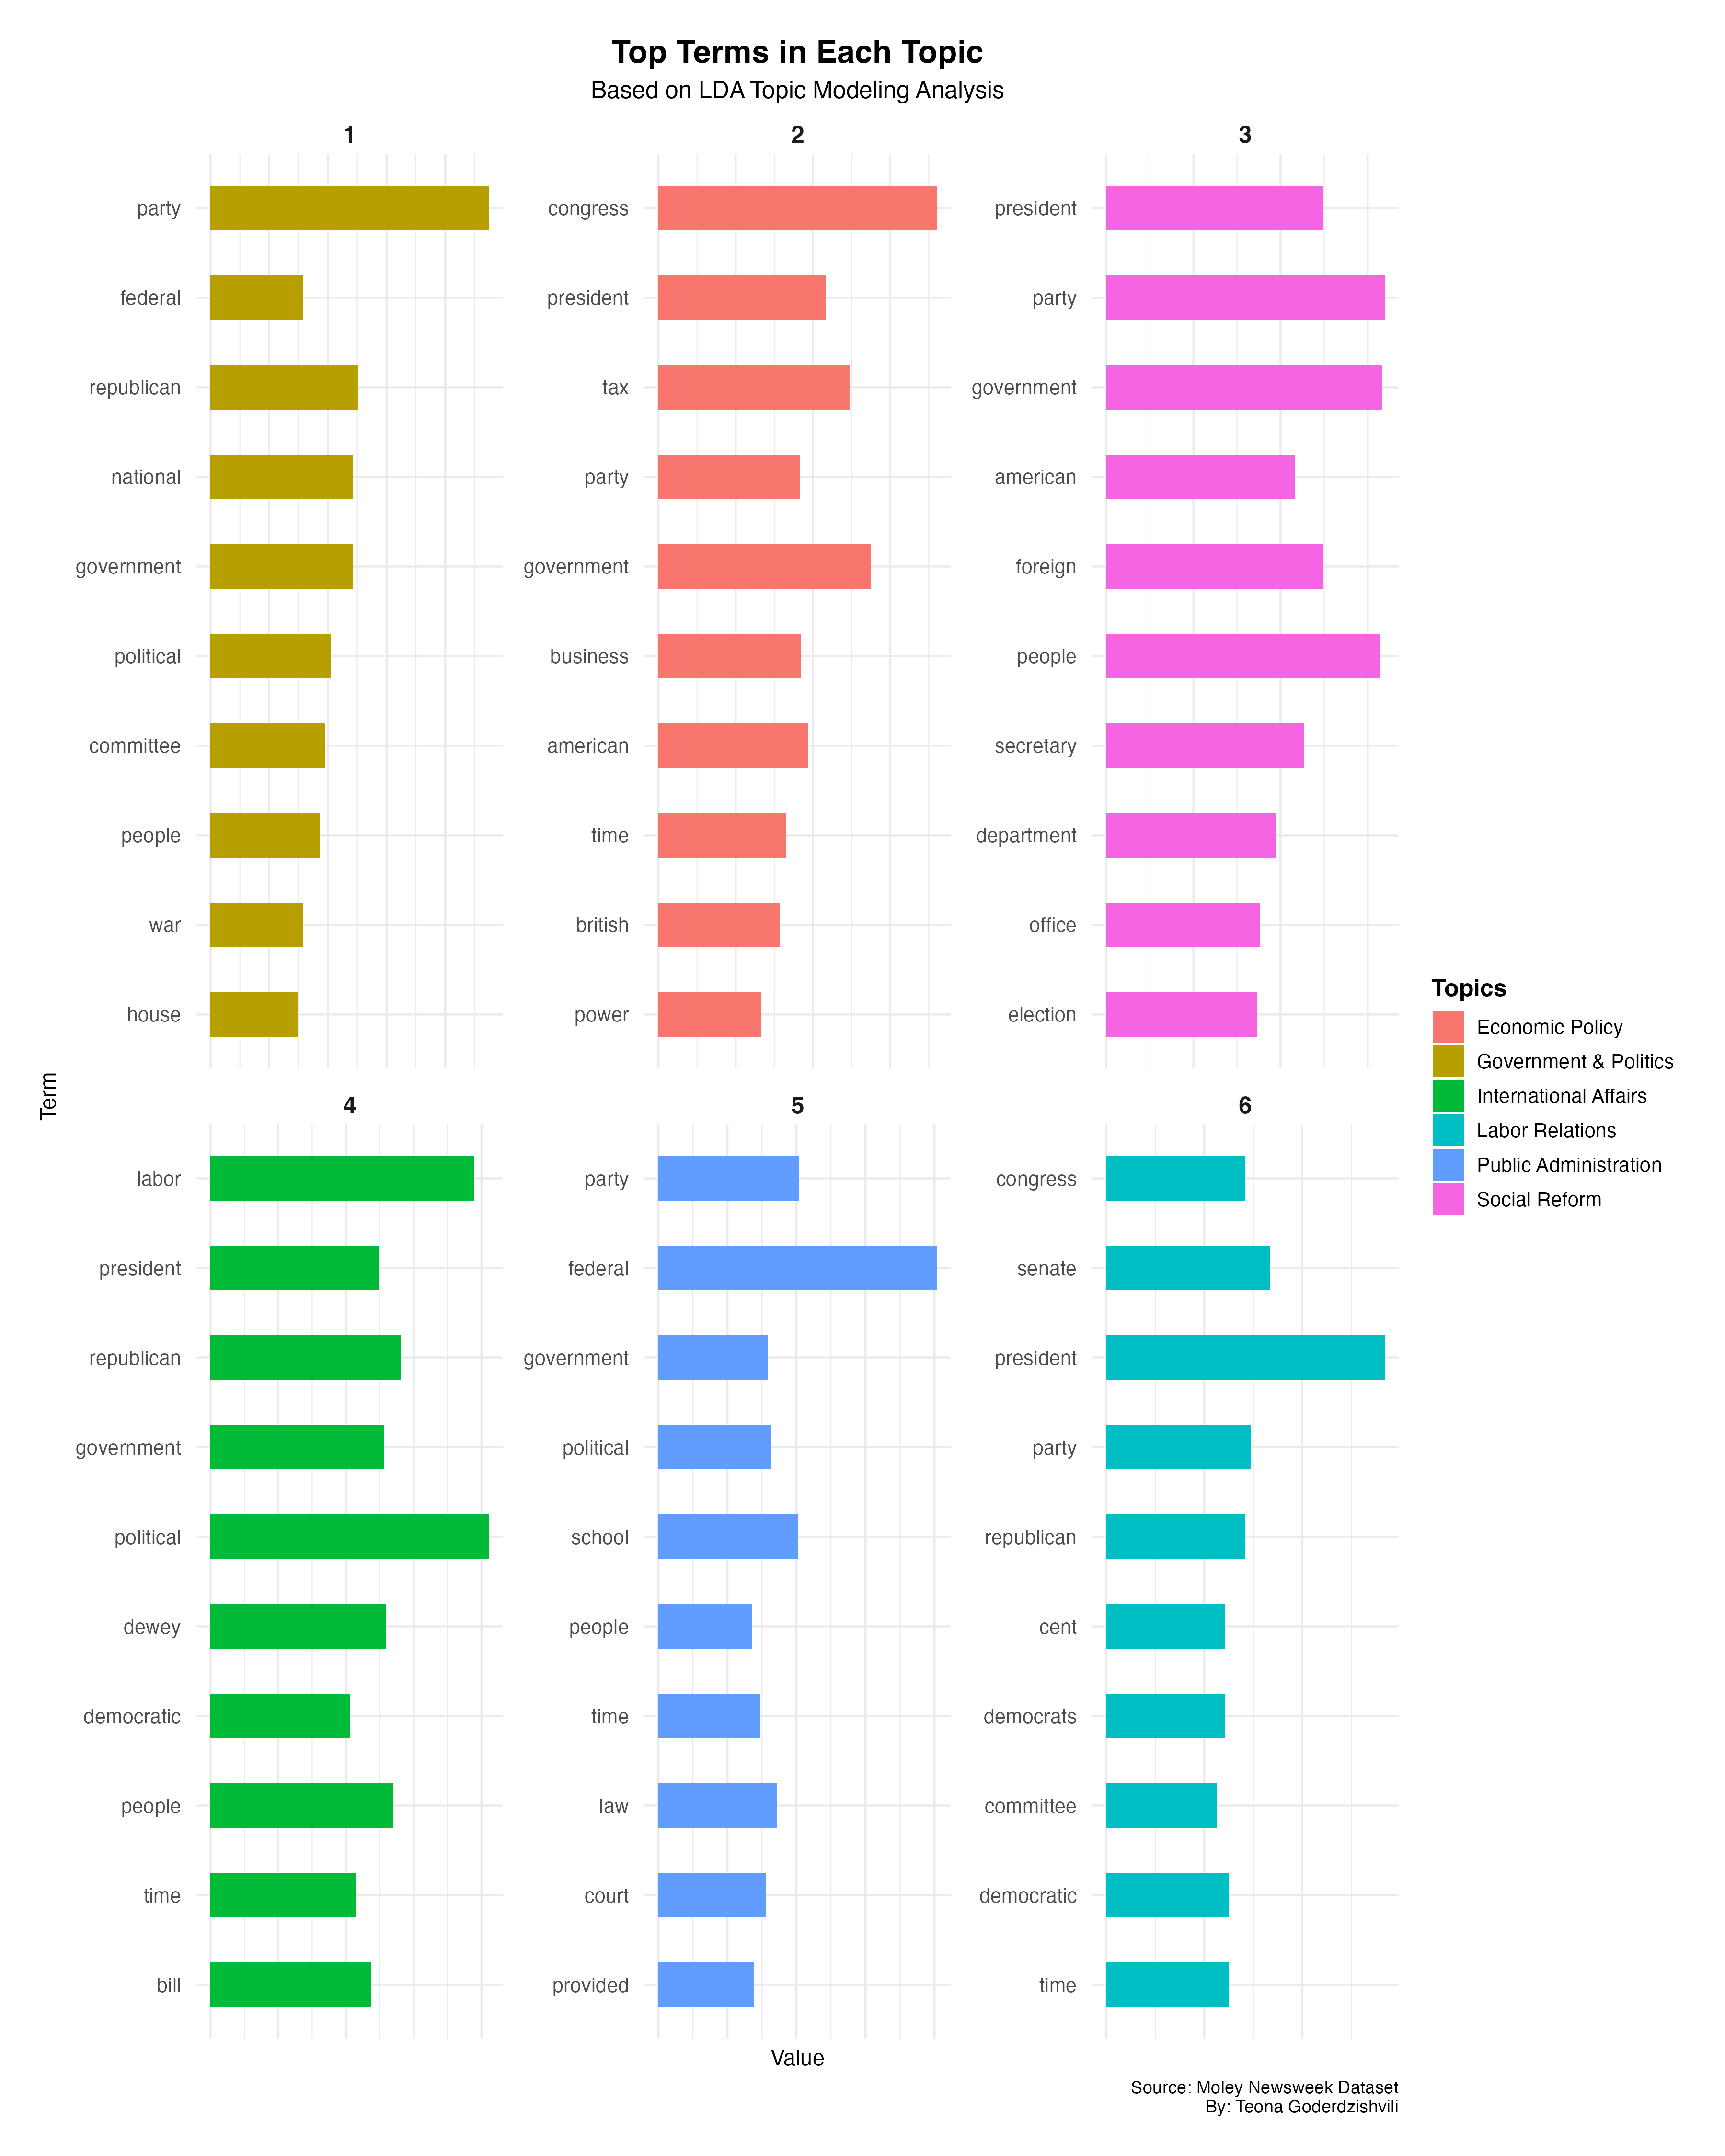 Top Terms in Each Topic
Based on LDA Topic Modeling Analysis
1
party
federal
republican
national
government
political
committee
people
war
house
2
congress
president
tax
party
government
business
american
time
british
power
3
president
party
government
american
foreign
people
secretary
department
office
election
Term
4
labor
president
republican
government
political
dewey
democratic
people
time
bill
5
party
federal
government
political
school
people
time
law
court
provided
6
congress
senate
president
party
republican
cent
democrats
committee
democratic
time
Value
Topics
Economic Policy
Government & Politics
International Affairs
Labor Relations
Public Administration
Social Reform
Source: Moley Newsweek Dataset
By: Teona Goderdzishvili